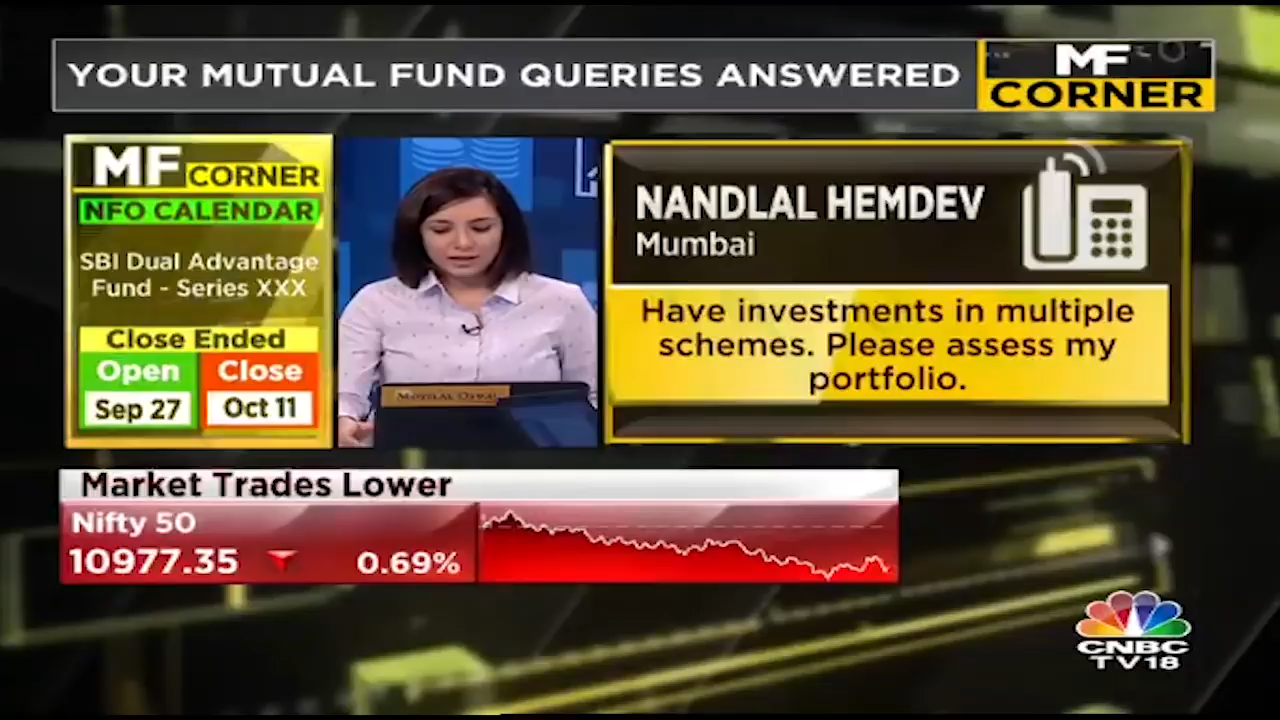 YOUR MUTUAL FUND QUERIES ANSWERED
MF
CORNER
MF CORNER
NFO CALENDAR
SBI Dual Advantage
Fund - Series XXX
Close Ended
Open
Close
Sep 27
Oct 11
MOTILAL OSWAL
NANDLAL HEMDEV
Mumbai
Have investments in multiple
schemes. Please assess my
portfolio.
Market Trades Lower
Nifty 50
10977.35
0.69%
CNBC
TV18